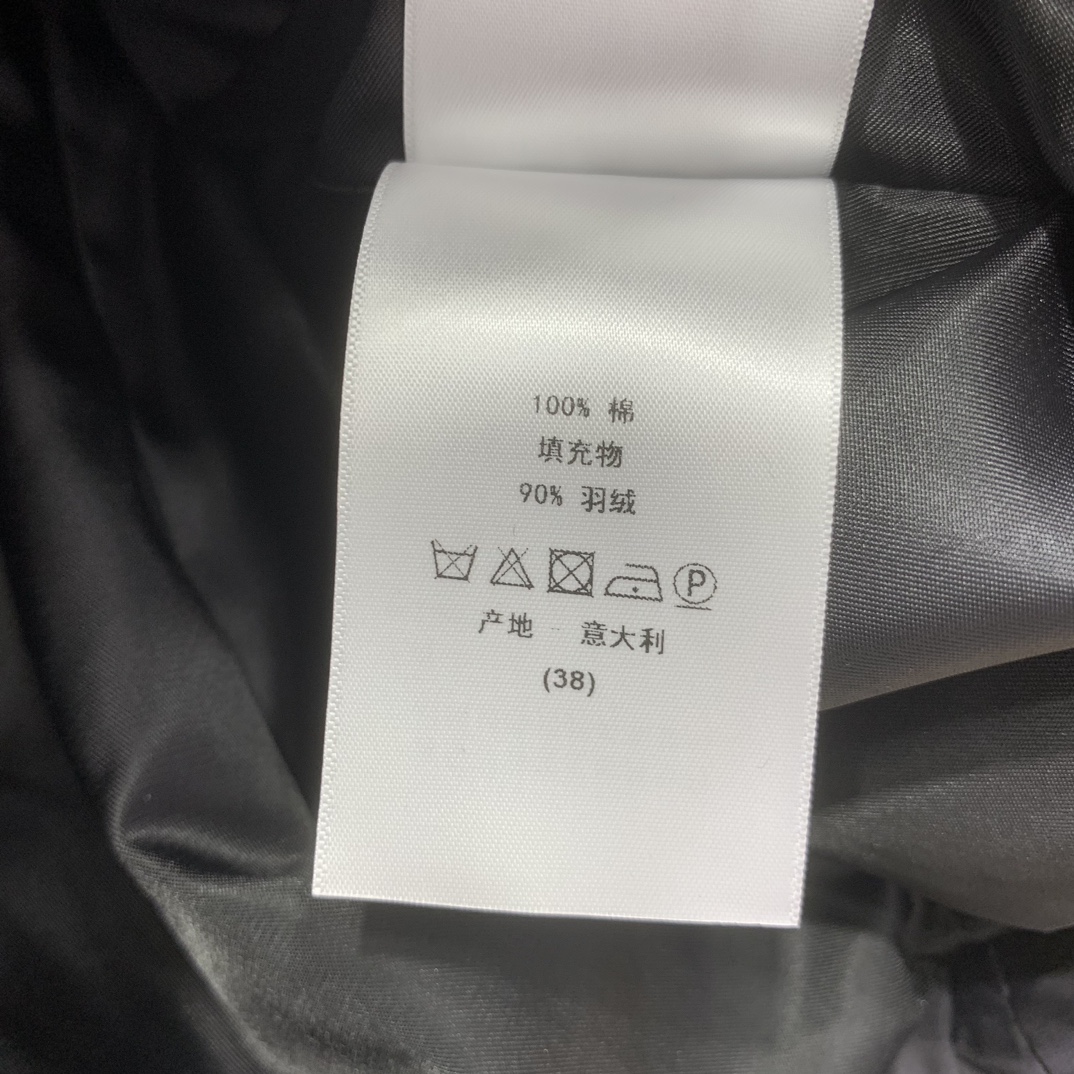 100% 棉
填充物
90% 羽绒
P
产地 - 意大利
(38)